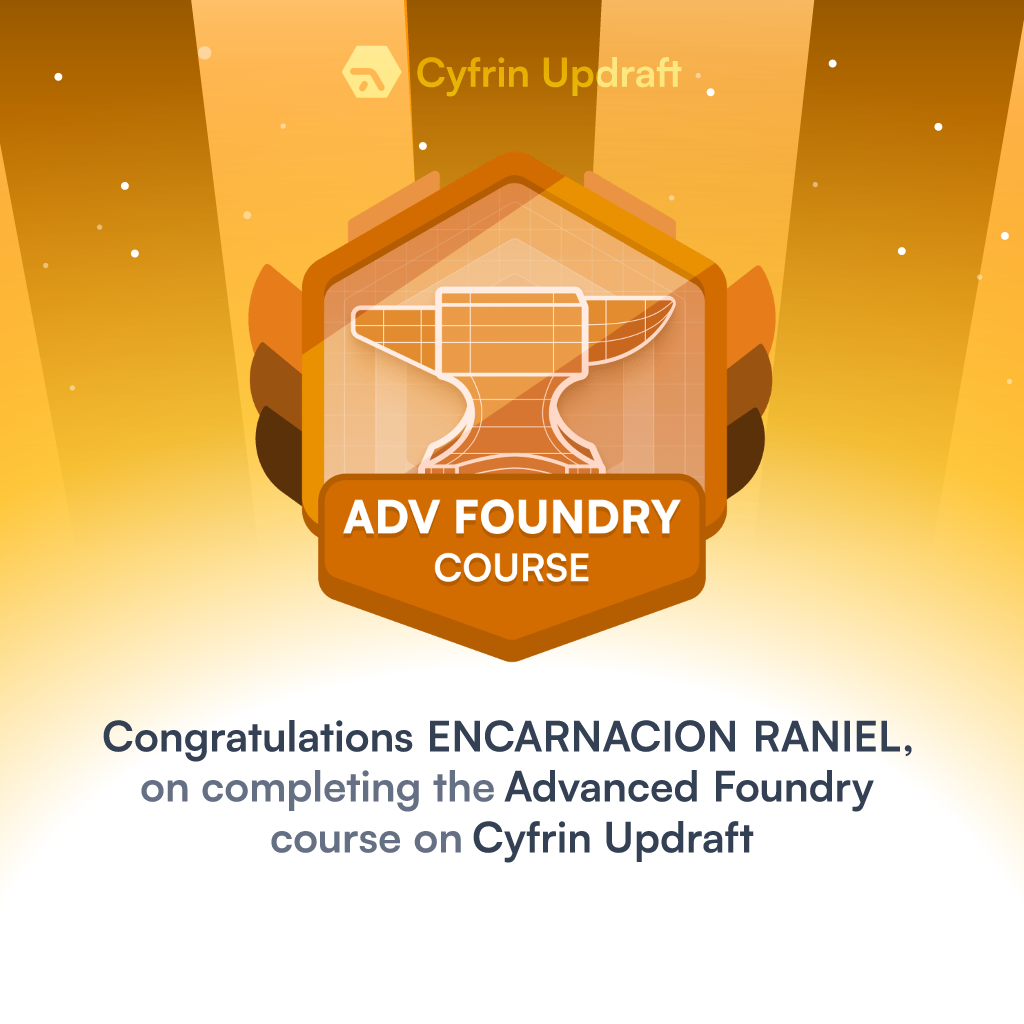 Cyfrin Updraft
ADV FOUNDRY
COURSE
Congratulations ENCARNACION RANIEL,
on completing the Advanced Foundry
course on Cyfrin Updraft